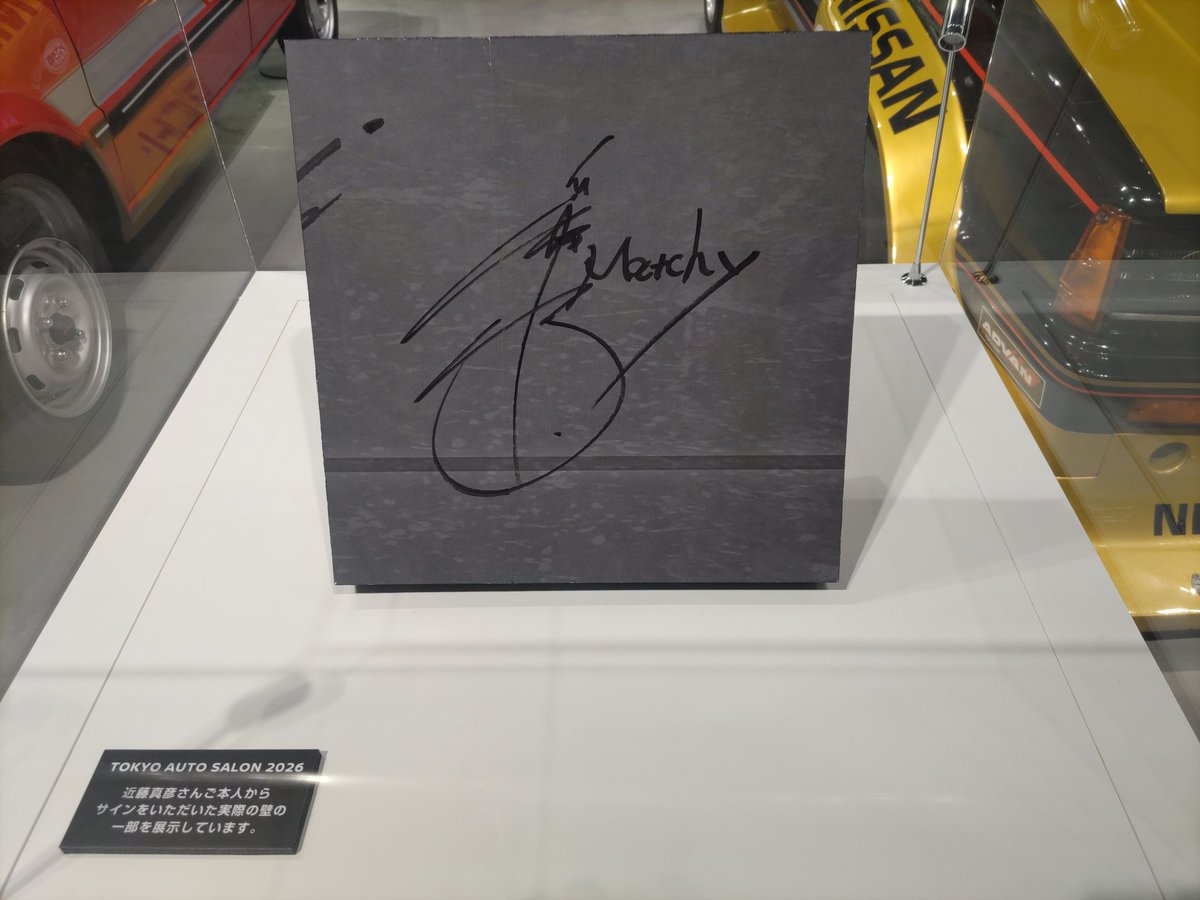 NISSAN
Matchy
ADVAN
NI
TOKYO AUTO SALON 2026
近藤真彦さんご本人から
サインをいただいた実際の壁の
一部を展示しています。